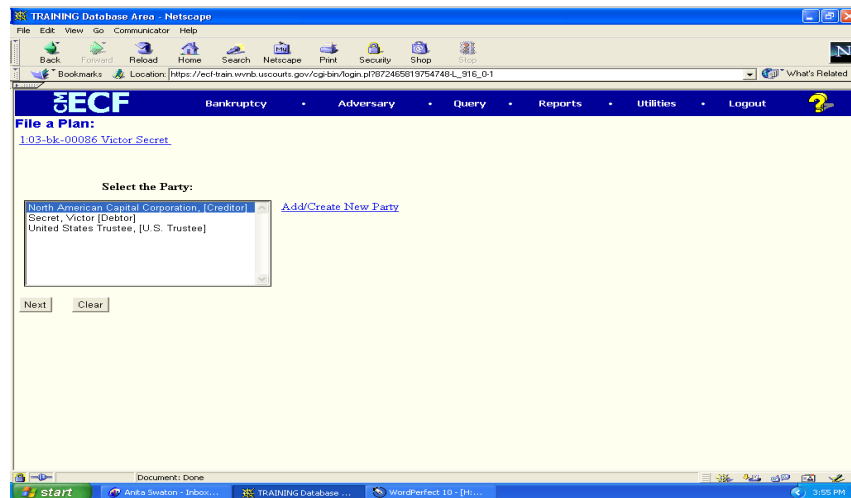 TRAINING Database Area - Netscape
File Edit View Go Communicator Help
Back Forward Reload Home Search Netscape Print Security Shop Stop
Bookmarks Location: https://ecf-train.wvnb.uscourts.gov/cgi-bin/login.pl?872465819754748-L_916_0-1 What's Related
CM ECF Bankruptcy • Adversary • Query • Reports • Utilities • Logout ?
File a Plan:
1:03-bk-00086 Victor Secret
Select the Party:
North American Capital Corporation, [Creditor] Add/Create New Party
Secret, Victor [Debtor]
United States Trustee, [U.S. Trustee]
Next Clear
Document: Done
start Anita Swaton - Inbox... TRAINING Database ... WordPerfect 10 - [H:... 3:55 PM